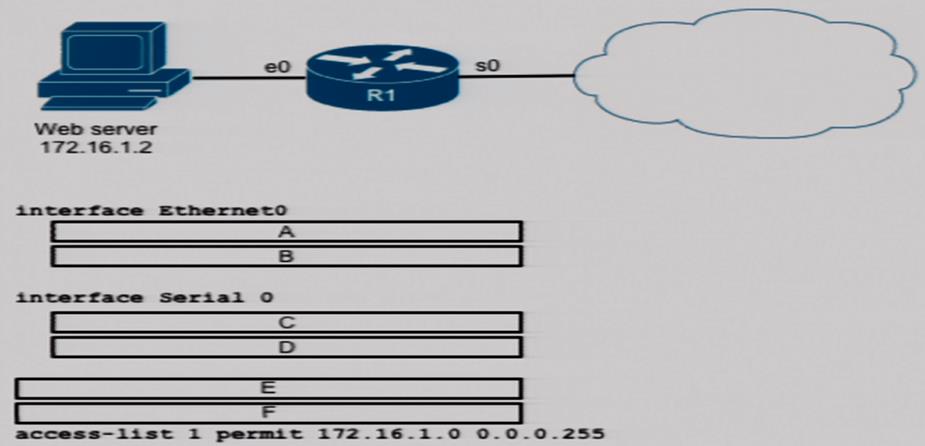 e0
s0
R1
Web server
172.16.1.2
interface Ethernet0
A
B
interface Serial 0
C
D
E
F
access-list 1 permit 172.16.1.0 0.0.0.255